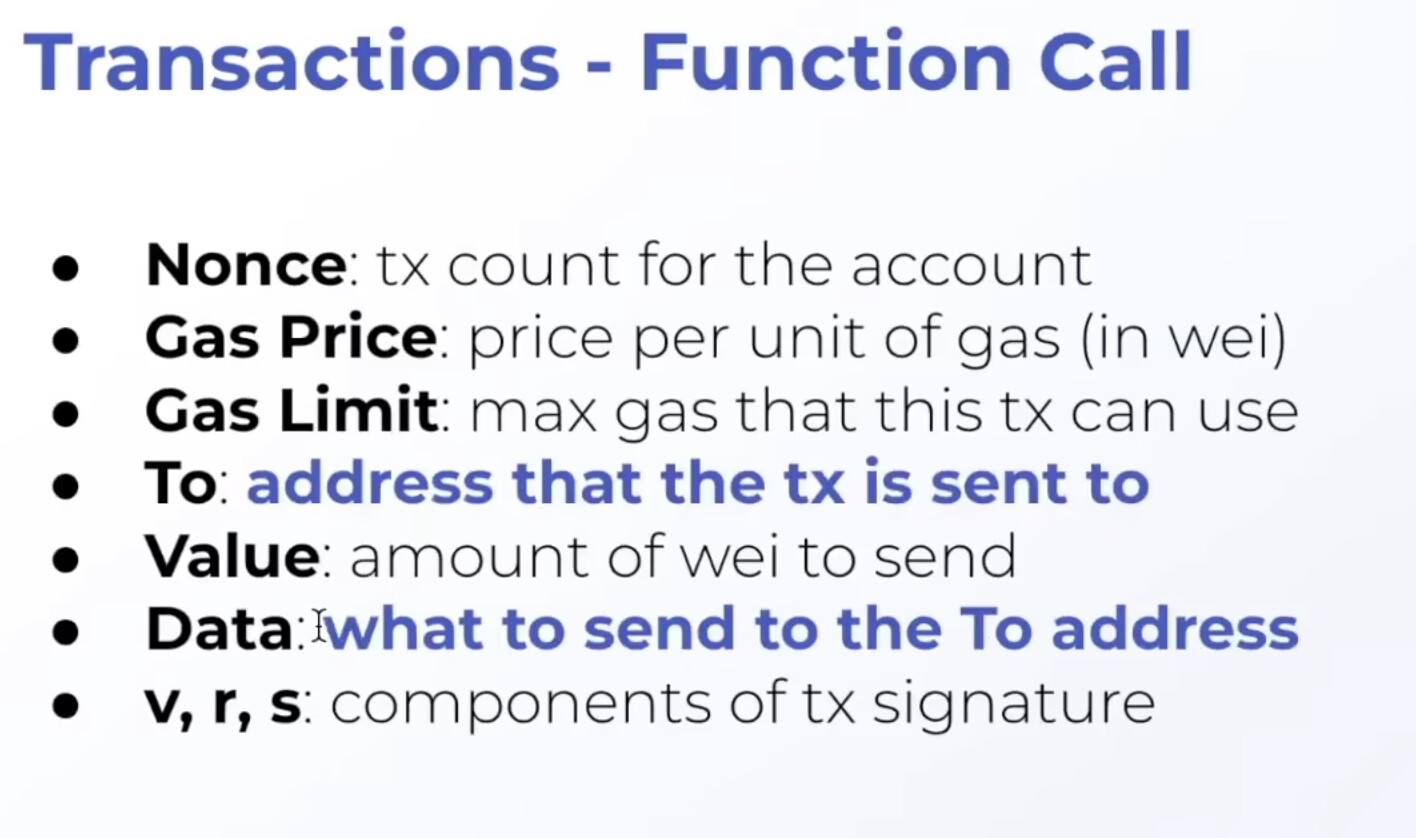 Transactions - Function Call
● Nonce: tx count for the account
● Gas Price: price per unit of gas (in wei)
● Gas Limit: max gas that this tx can use
● To: address that the tx is sent to
● Value: amount of wei to send
● Data: what to send to the To address
● v, r, s: components of tx signature